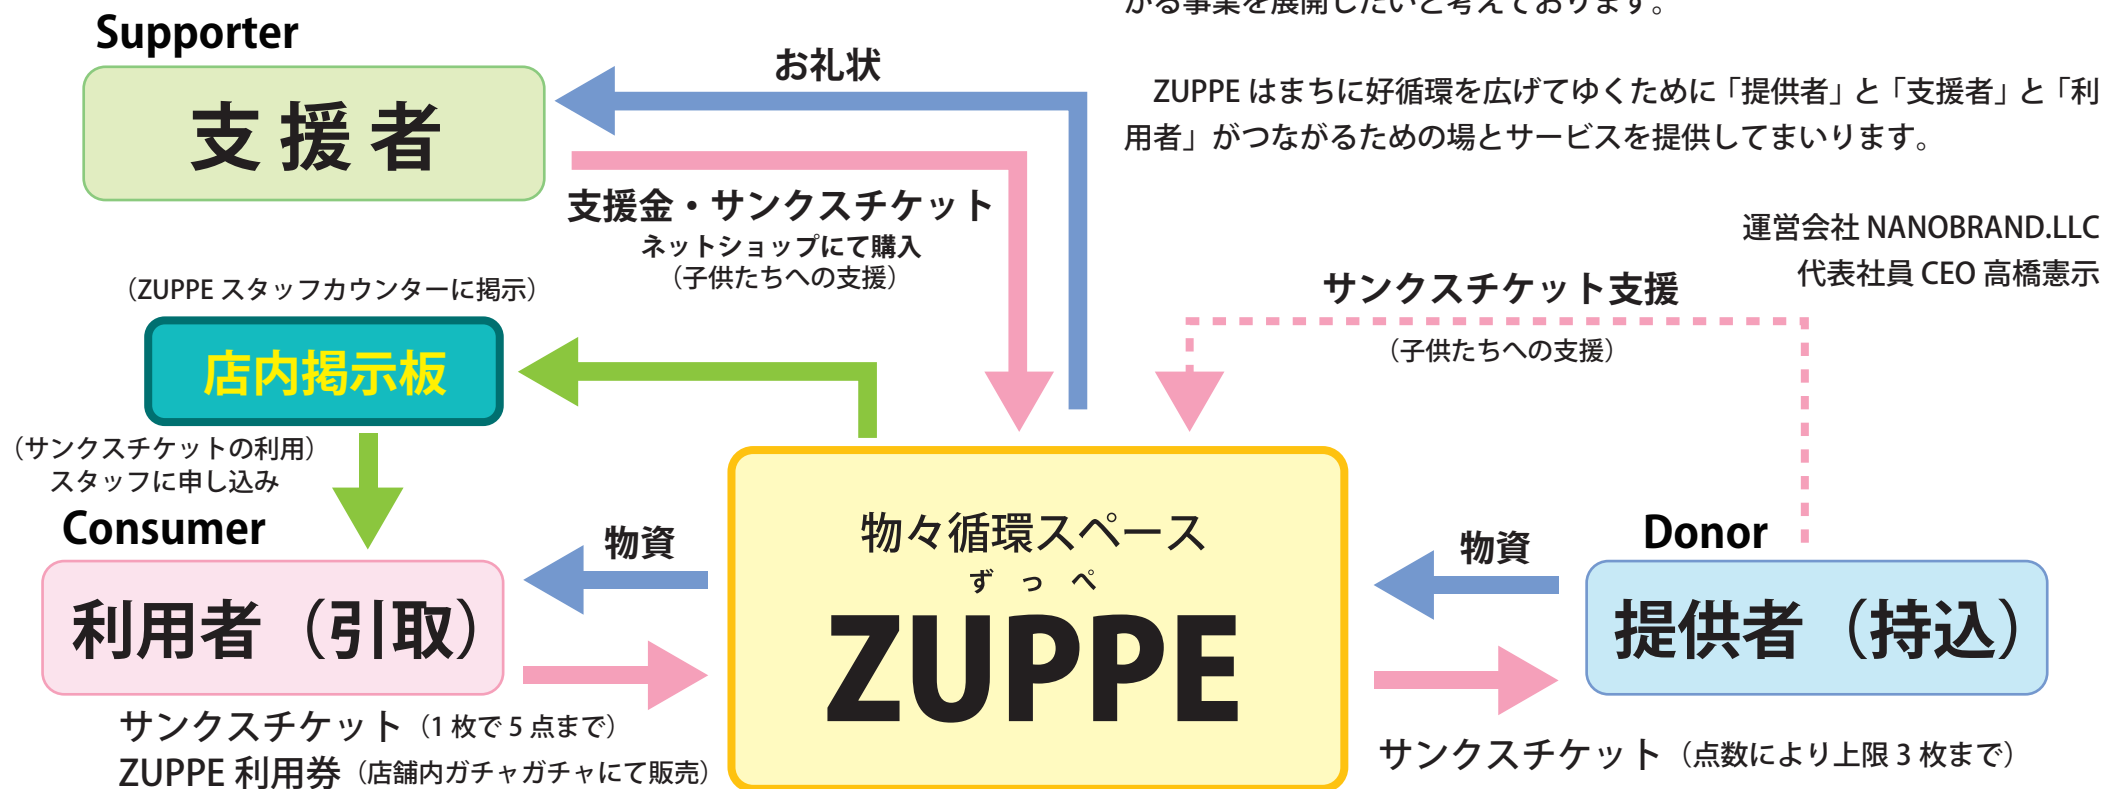 がる事業を展開したいと考えております。
ZUPPE はまちに好循環を広げてゆくために「提供者」と「支援者」と「利
用者」がつながるための場とサービスを提供してまいります。
運営会社 NANOBRAND.LLC
代表社員 CEO 高橋憲示
Supporter
支援者
お礼状
支援金・サンクスチケット
ネットショップにて購入
（子供たちへの支援）
（ZUPPE スタッフカウンターに掲示）
店内掲示板
（サンクスチケットの利用）
スタッフに申し込み
サンクスチケット支援
（子供たちへの支援）
Consumer
利用者（引取）
物資
物々循環スペース
ずっぺ
ZUPPE
物資
Donor
提供者（持込）
サンクスチケット（1 枚で 5 点まで）
ZUPPE 利用券（店舗内ガチャガチャにて販売）
サンクスチケット（点数により上限 3 枚まで）